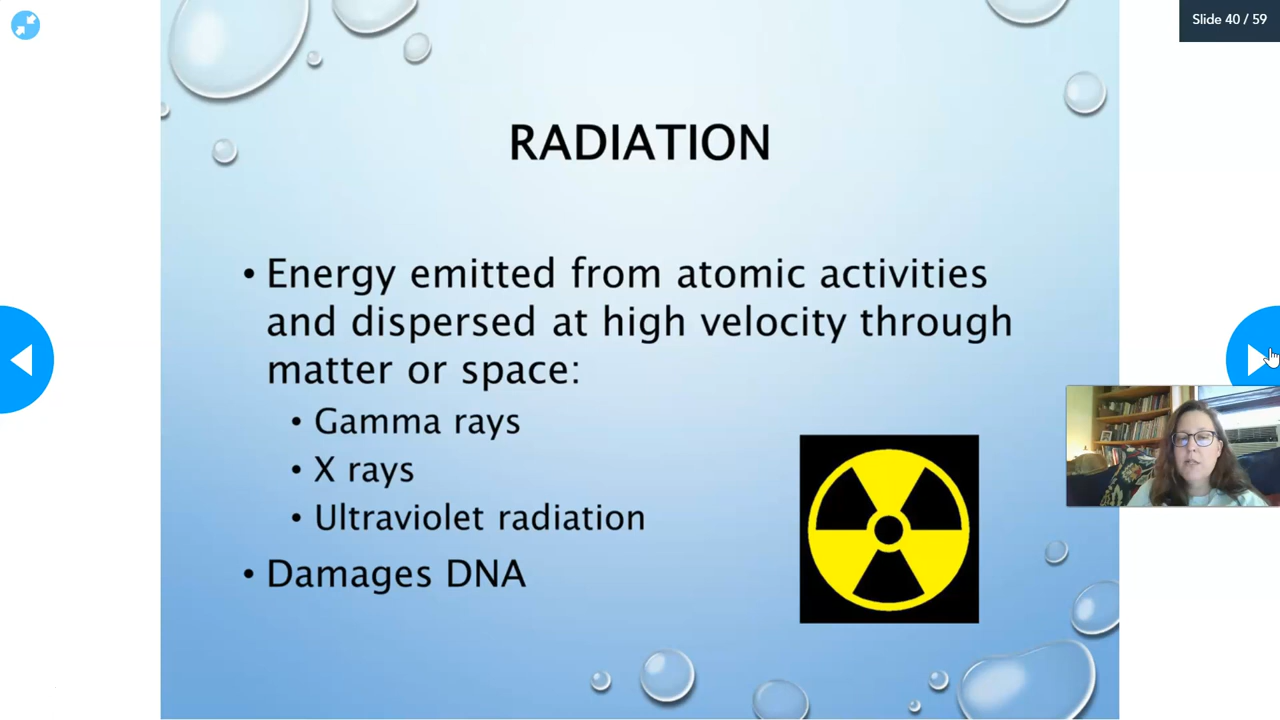 Slide 40 / 59
RADIATION
• Energy emitted from atomic activities
and dispersed at high velocity through
matter or space:
• Gamma rays
• X rays
• Ultraviolet radiation
• Damages DNA